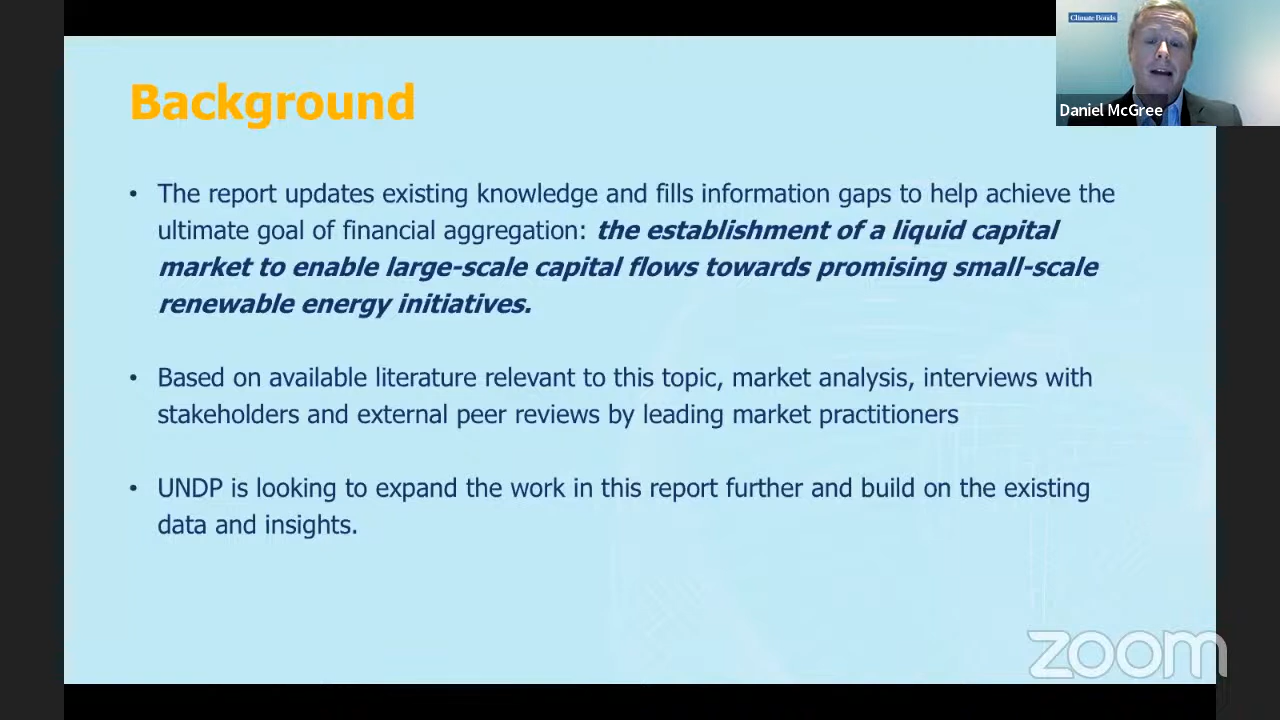 Climate Bonds
Daniel McGree
Background
• The report updates existing knowledge and fills information gaps to help achieve the
ultimate goal of financial aggregation: the establishment of a liquid capital
market to enable large-scale capital flows towards promising small-scale
renewable energy initiatives.
• Based on available literature relevant to this topic, market analysis, interviews with
stakeholders and external peer reviews by leading market practitioners
• UNDP is looking to expand the work in this report further and build on the existing
data and insights.
zoom